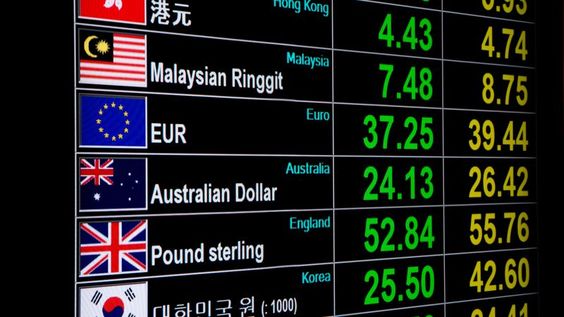 港元 Hong Kong 4.43 4.74
Malaysian Ringgit Malaysia 7.48 8.75
EUR Euro 37.25 39.44
Australian Dollar Australia 24.13 26.42
Pound sterling England 52.84 55.76
대한민국 원 (: 1000) Korea 25.50 42.60